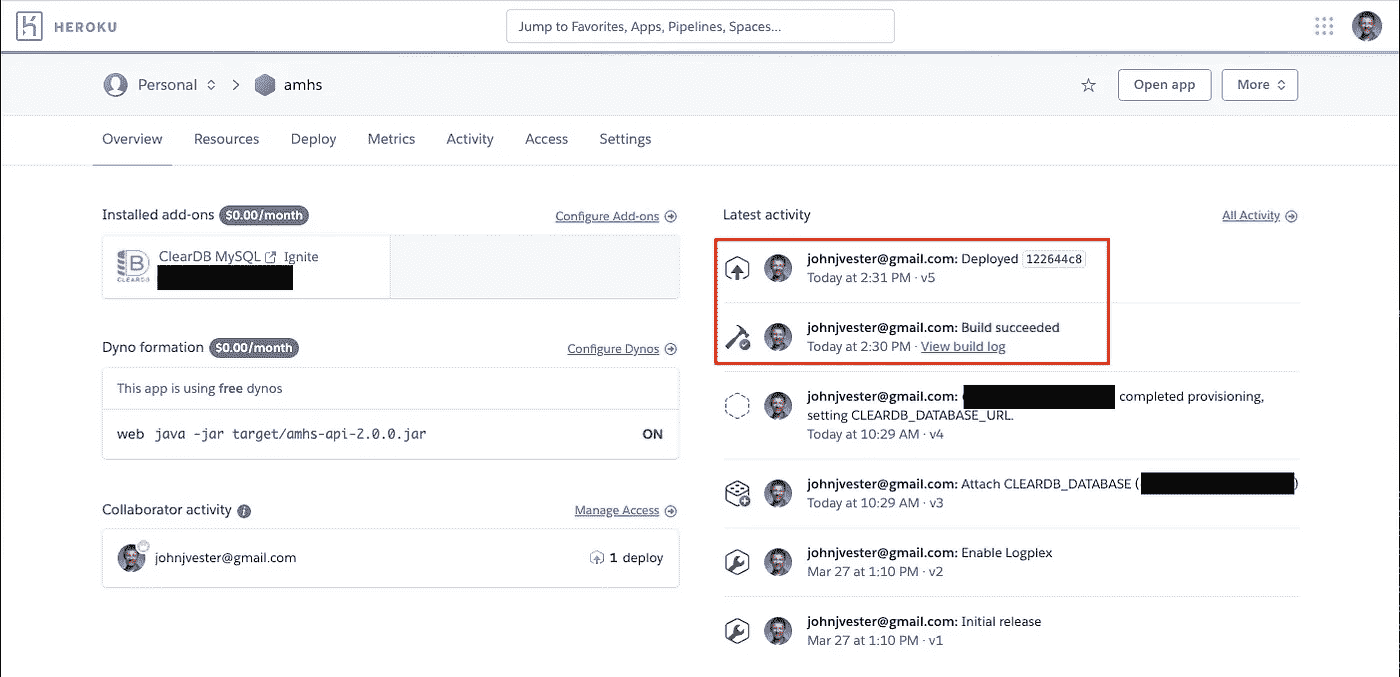 HEROKU
Jump to Favorites, Apps, Pipelines, Spaces...
Personal
amhs
Open app
More
Overview
Resources
Deploy
Metrics
Activity
Access
Settings
Installed add-ons $0.00/month
Configure Add-ons
ClearDB MySQL Ignite
CLEARDB
Dyno formation $0.00/month
Configure Dynos
This app is using free dynos
web java -jar target/amhs-api-2.0.0.jar ON
Collaborator activity
Manage Access
johnjvester@gmail.com
1 deploy
Latest activity
All Activity
johnjvester@gmail.com: Deployed 122644c8
Today at 2:31 PM · v5
johnjvester@gmail.com: Build succeeded
Today at 2:30 PM · View build log
johnjvester@gmail.com: completed provisioning,
setting CLEARDB_DATABASE_URL.
Today at 10:29 AM · v4
johnjvester@gmail.com: Attach CLEARDB_DATABASE ( )
Today at 10:29 AM · v3
johnjvester@gmail.com: Enable Logplex
Mar 27 at 1:10 PM · v2
johnjvester@gmail.com: Initial release
Mar 27 at 1:10 PM · v1